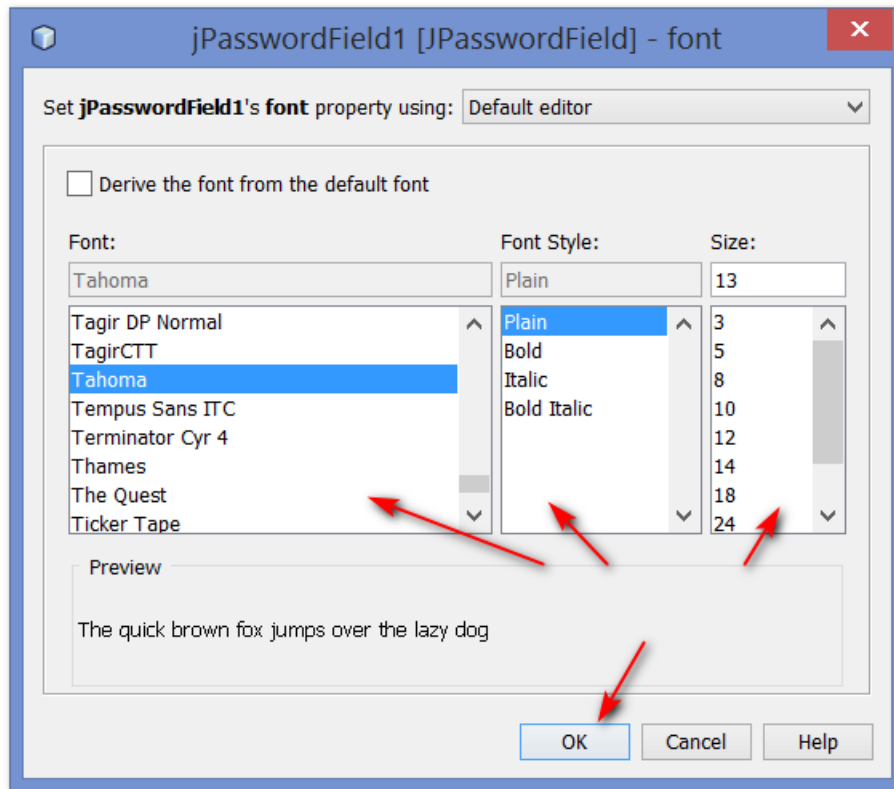 jPasswordField1 [JPasswordField] - font
Set jPasswordField1's font property using: Default editor
Derive the font from the default font
Font: Font Style: Size:
Tahoma Plain 13
Tagir DP Normal Plain 3
TagirCTT Bold 5
Tahoma Italic 8
Tempus Sans ITC Bold Italic 10
Terminator Cyr 4 12
Thames 14
The Quest 18
Ticker Tape 24
Preview
The quick brown fox jumps over the lazy dog
OK Cancel Help